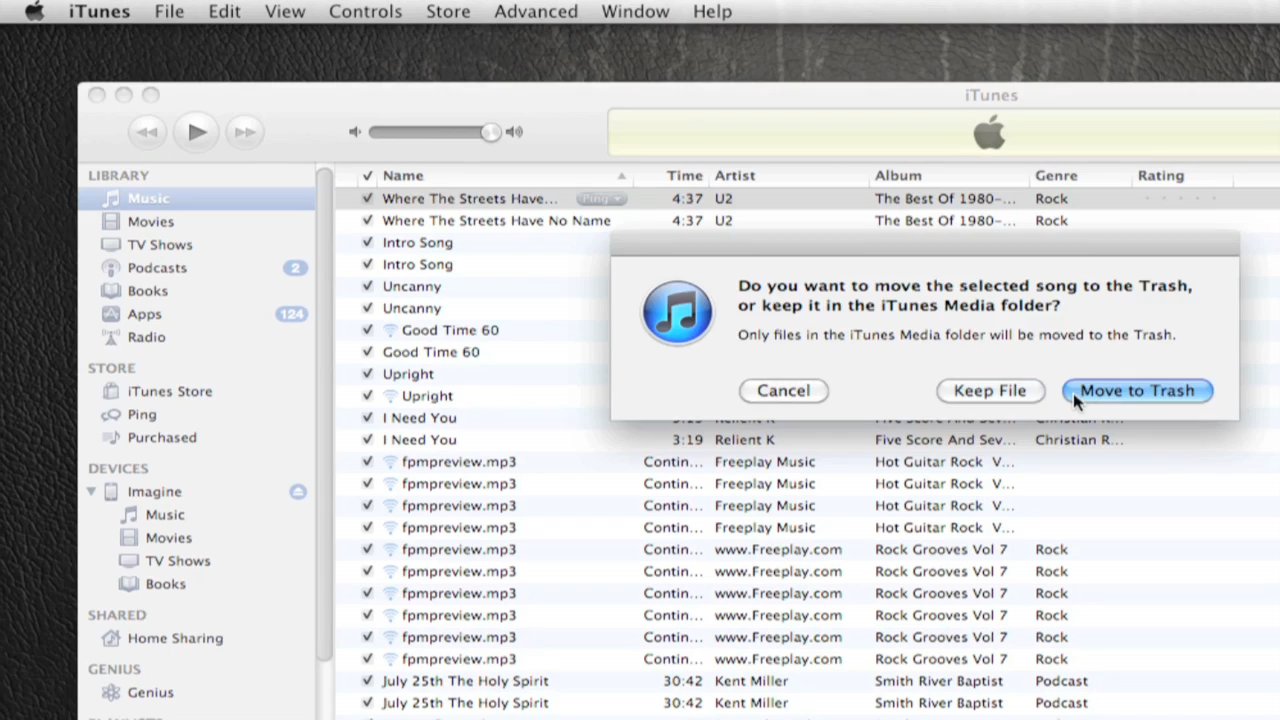 iTunes File Edit View Controls Store Advanced Window Help
iTunes
LIBRARY
Music
Movies
TV Shows
Podcasts 2
Books
Apps 124
Radio
STORE
iTunes Store
Ping
Purchased
DEVICES
Imagine
Music
Movies
TV Shows
Books
SHARED
Home Sharing
GENIUS
Genius
Name Time Artist Album Genre Rating
Where The Streets Have... Ping 4:37 U2 The Best Of 1980-... Rock
Where The Streets Have No Name 4:37 U2 The Best Of 1980-... Rock
Intro Song
Intro Song
Uncanny
Uncanny
Good Time 60
Good Time 60
Upright
Upright
I Need You
I Need You 3:19 Relient K Five Score And Sev... Christian R...
fpmpreview.mp3 Contin... Freeplay Music Hot Guitar Rock V...
fpmpreview.mp3 Contin... Freeplay Music Hot Guitar Rock V...
fpmpreview.mp3 Contin... Freeplay Music Hot Guitar Rock V...
fpmpreview.mp3 Contin... Freeplay Music Hot Guitar Rock V...
fpmpreview.mp3 Contin... www.Freeplay.com Rock Grooves Vol 7 Rock
fpmpreview.mp3 Contin... www.Freeplay.com Rock Grooves Vol 7 Rock
fpmpreview.mp3 Contin... www.Freeplay.com Rock Grooves Vol 7 Rock
fpmpreview.mp3 Contin... www.Freeplay.com Rock Grooves Vol 7 Rock
fpmpreview.mp3 Contin... www.Freeplay.com Rock Grooves Vol 7 Rock
fpmpreview.mp3 Contin... www.Freeplay.com Rock Grooves Vol 7 Rock
July 25th The Holy Spirit 30:42 Kent Miller Smith River Baptist Podcast
July 25th The Holy Spirit 30:42 Kent Miller Smith River Baptist Podcast
Do you want to move the selected song to the Trash,
or keep it in the iTunes Media folder?
Only files in the iTunes Media folder will be moved to the Trash.
Cancel Keep File Move to Trash